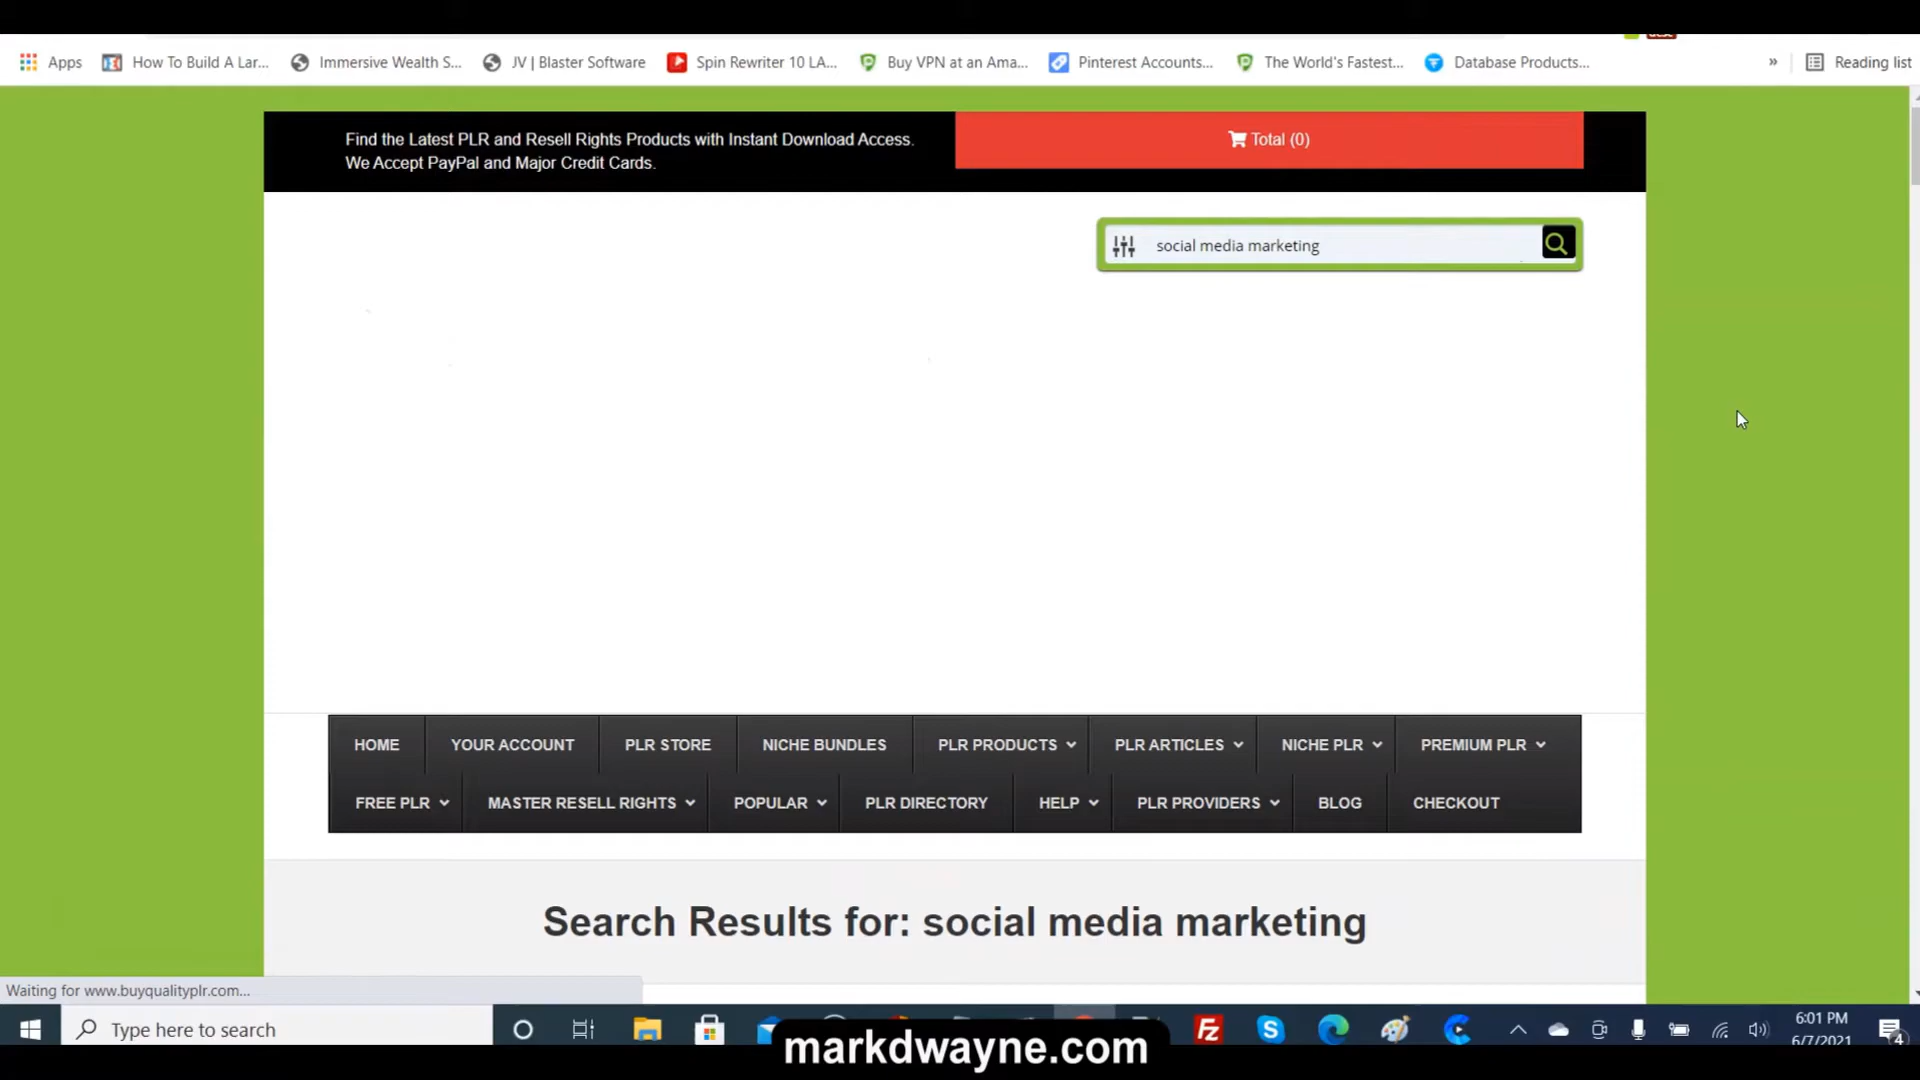 Apps How To Build A Lar... Immersive Wealth S... JV | Blaster Software Spin Rewriter 10 LA... Buy VPN at an Ama... Pinterest Accounts... The World's Fastest... Database Products... » Reading list
Find the Latest PLR and Resell Rights Products with Instant Download Access.
We Accept PayPal and Major Credit Cards.
Total (0)
social media marketing
HOME YOUR ACCOUNT PLR STORE NICHE BUNDLES PLR PRODUCTS PLR ARTICLES NICHE PLR PREMIUM PLR
FREE PLR MASTER RESELL RIGHTS POPULAR PLR DIRECTORY HELP PLR PROVIDERS BLOG CHECKOUT
Search Results for: social media marketing
Waiting for www.buyqualityplr.com...
Type here to search
Fz S
6:01 PM
6/7/2021
4
markdwayne.com